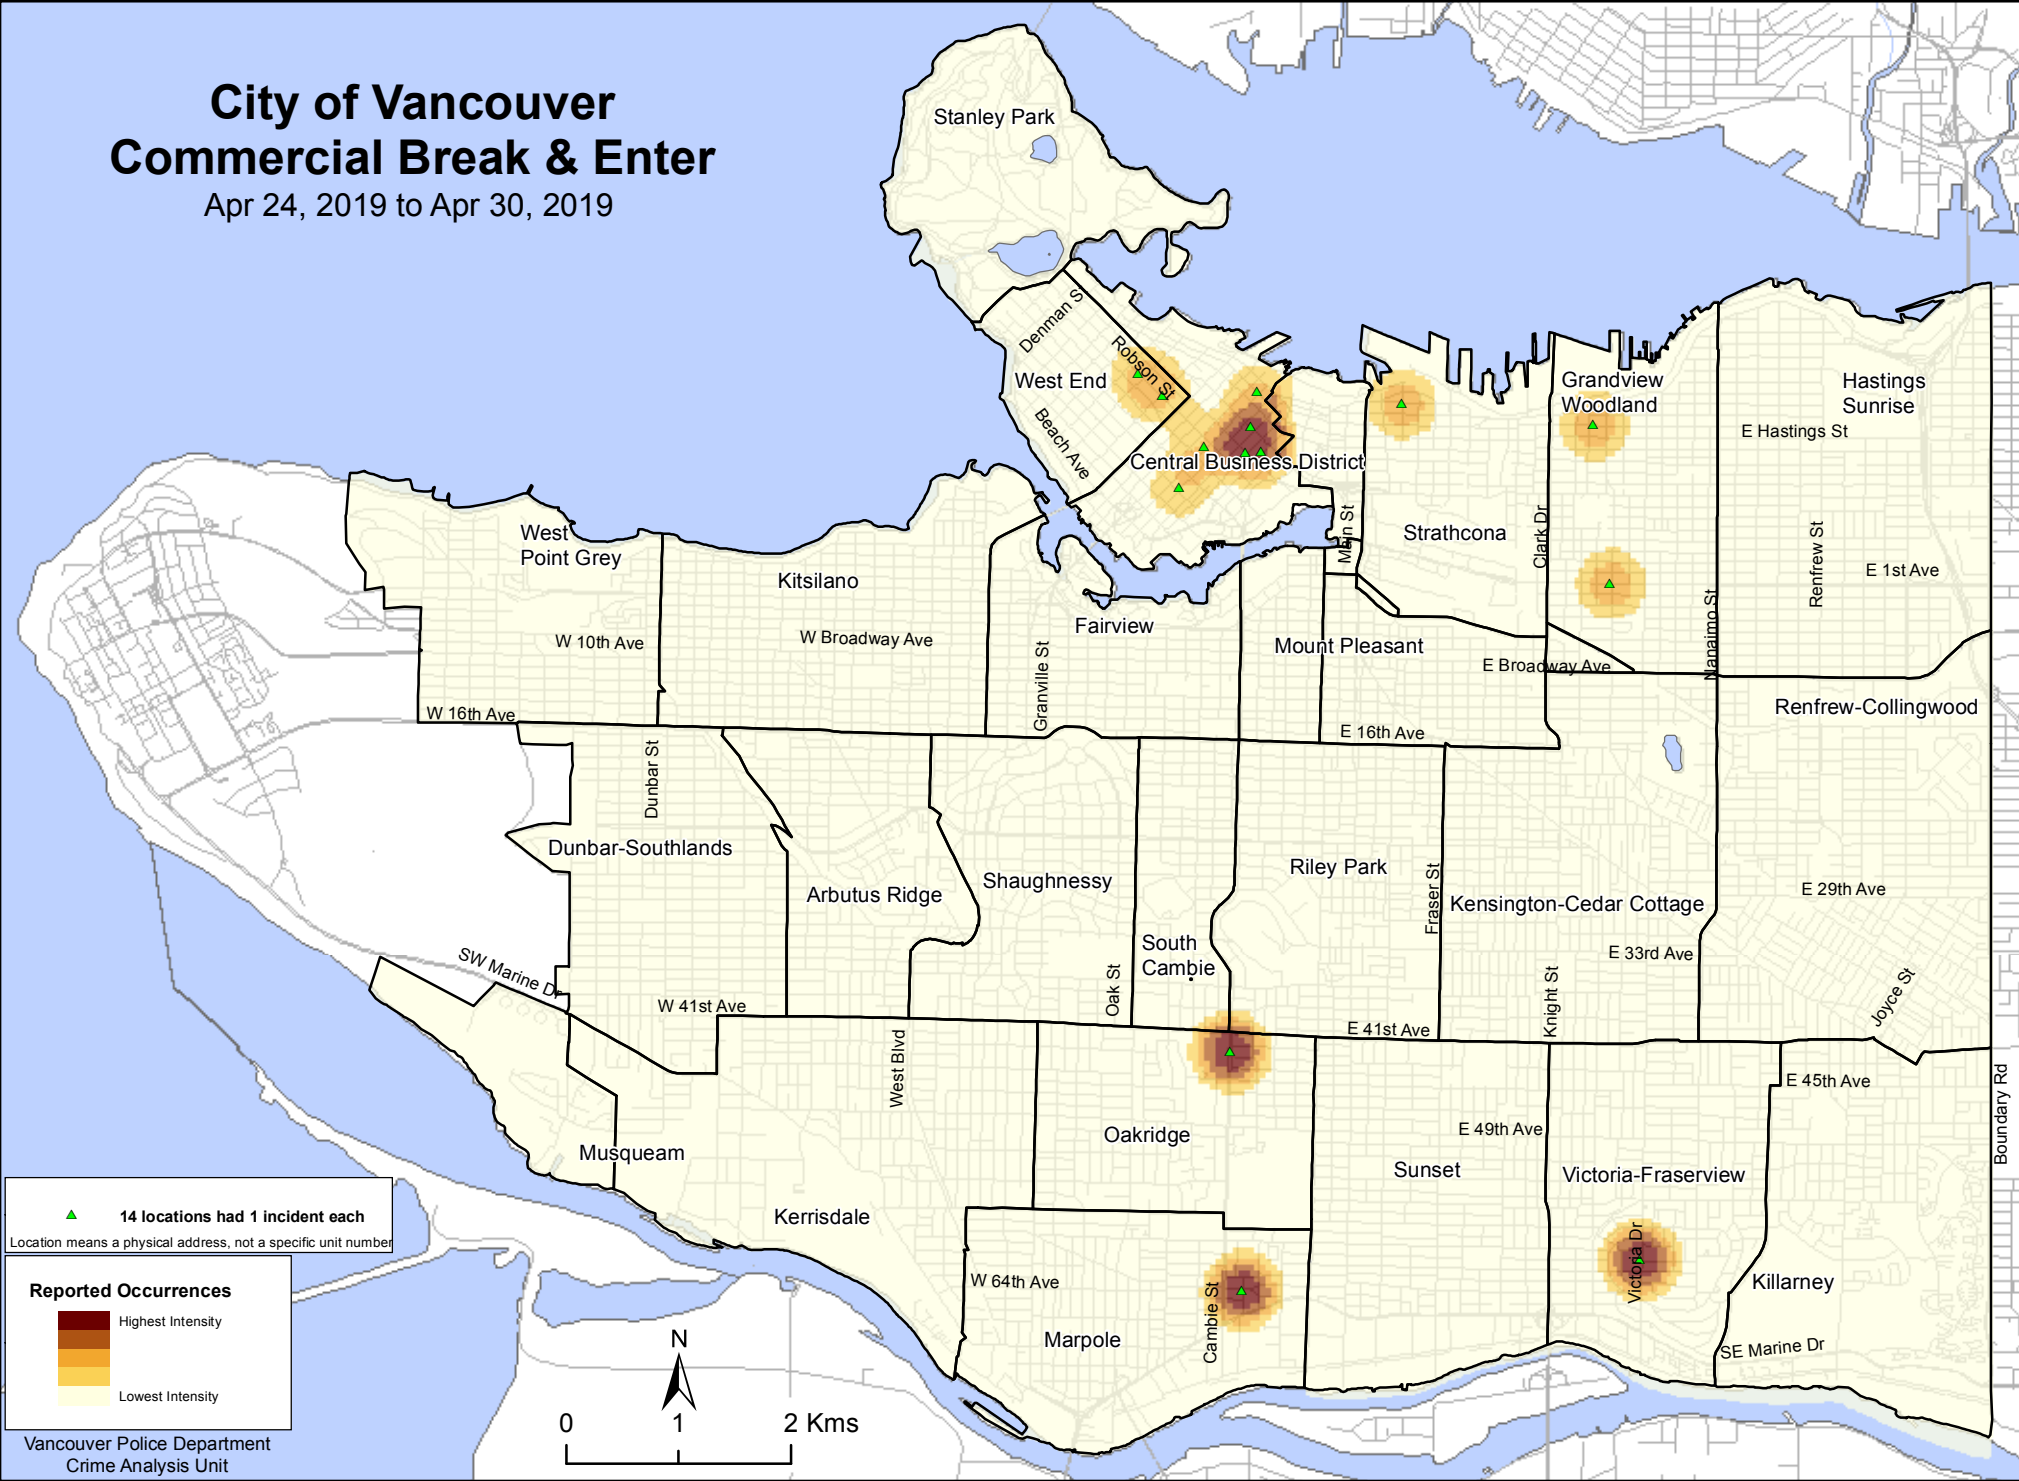 City of Vancouver
Commercial Break & Enter
Apr 24, 2019 to Apr 30, 2019
Stanley Park
Denman S
Robson St
West End
Beach Ave
Central Business District
Grandview
Woodland
Hastings
Sunrise
E Hastings St
West
Point Grey
Kitsilano
Main St
Strathcona
Clark Dr
Renfrew St
E 1st Ave
W 10th Ave
W Broadway Ave
Fairview
Granville St
Mount Pleasant
E Broadway Ave
Nanaimo St
W 16th Ave
E 16th Ave
Renfrew-Collingwood
Dunbar St
Dunbar-Southlands
Arbutus Ridge
Shaughnessy
Riley Park
Fraser St
Kensington-Cedar Cottage
E 29th Ave
South
Cambie
E 33rd Ave
SW Marine Dr
W 41st Ave
Oak St
Knight St
Joyce St
E 41st Ave
West Blvd
E 45th Ave
Boundary Rd
Oakridge
E 49th Ave
Musqueam
Sunset
Victoria-Fraserview
Kerrisdale
Victoria Dr
W 64th Ave
Cambie St
Killarney
Marpole
SE Marine Dr
14 locations had 1 incident each
Location means a physical address, not a specific unit number
Reported Occurrences
Highest Intensity
Lowest Intensity
N
0 1 2 Kms
Vancouver Police Department
Crime Analysis Unit